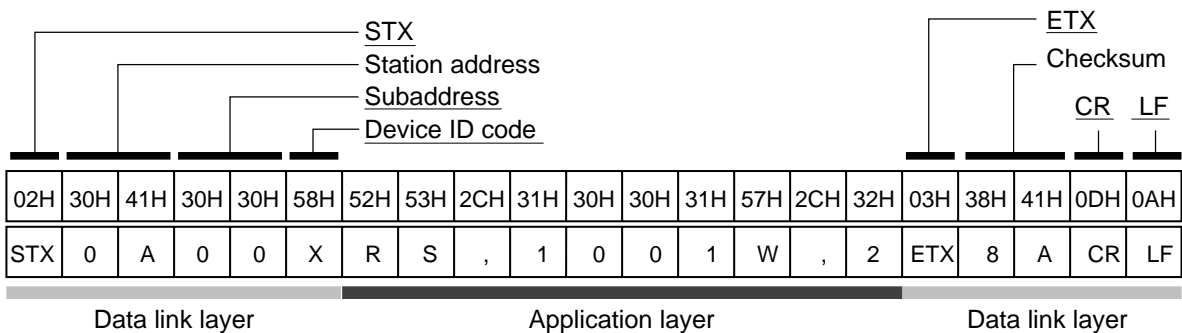 STX
Station address
Subaddress
Device ID code
ETX
Checksum
CR LF
02H 30H 41H 30H 30H 58H 52H 53H 2CH 31H 30H 30H 31H 57H 2CH 32H 03H 38H 41H 0DH 0AH
STX 0 A 0 0 X R S , 1 0 0 1 W , 2 ETX 8 A CR LF
Data link layer Application layer Data link layer